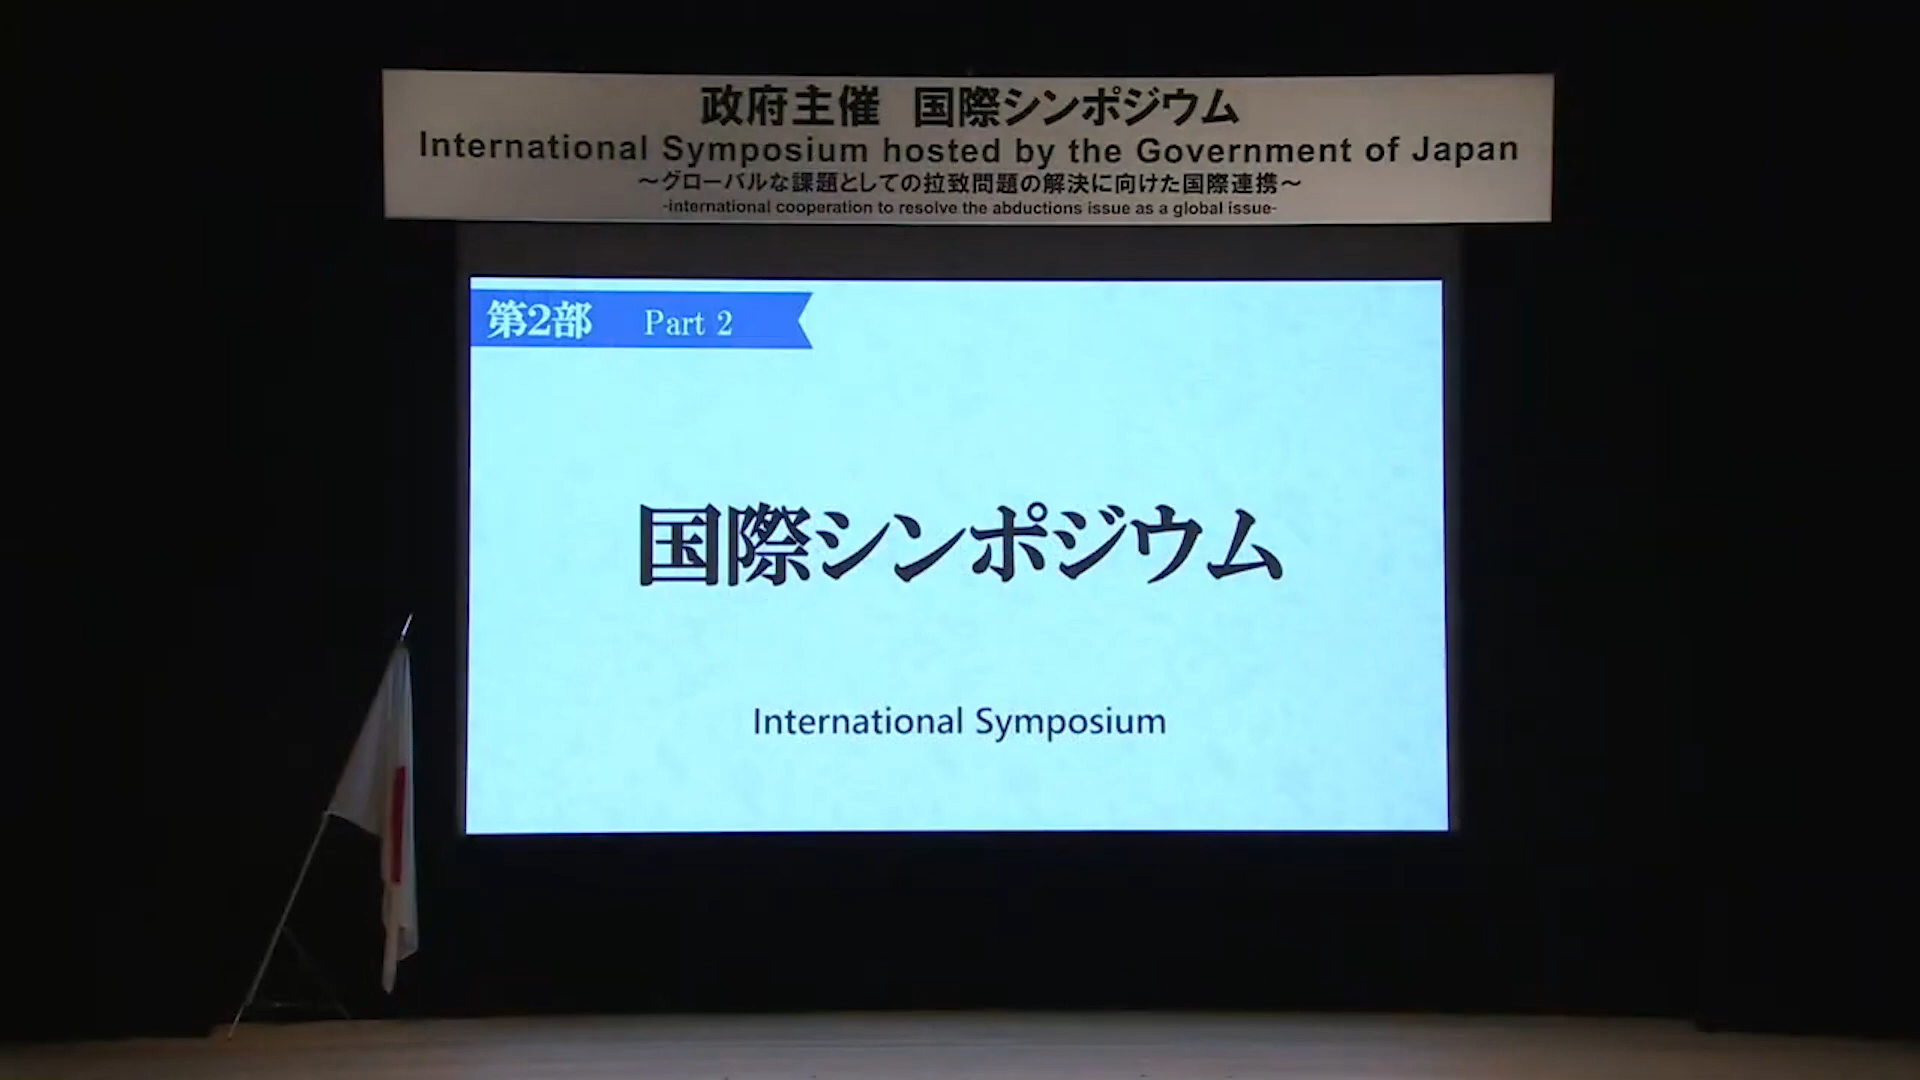 政府主催 国際シンポジウム
International Symposium hosted by the Government of Japan
～グローバルな課題としての拉致問題の解決に向けた国際連携～
-international cooperation to resolve the abductions issue as a global issue-
第2部 Part 2
国際シンポジウム
International Symposium